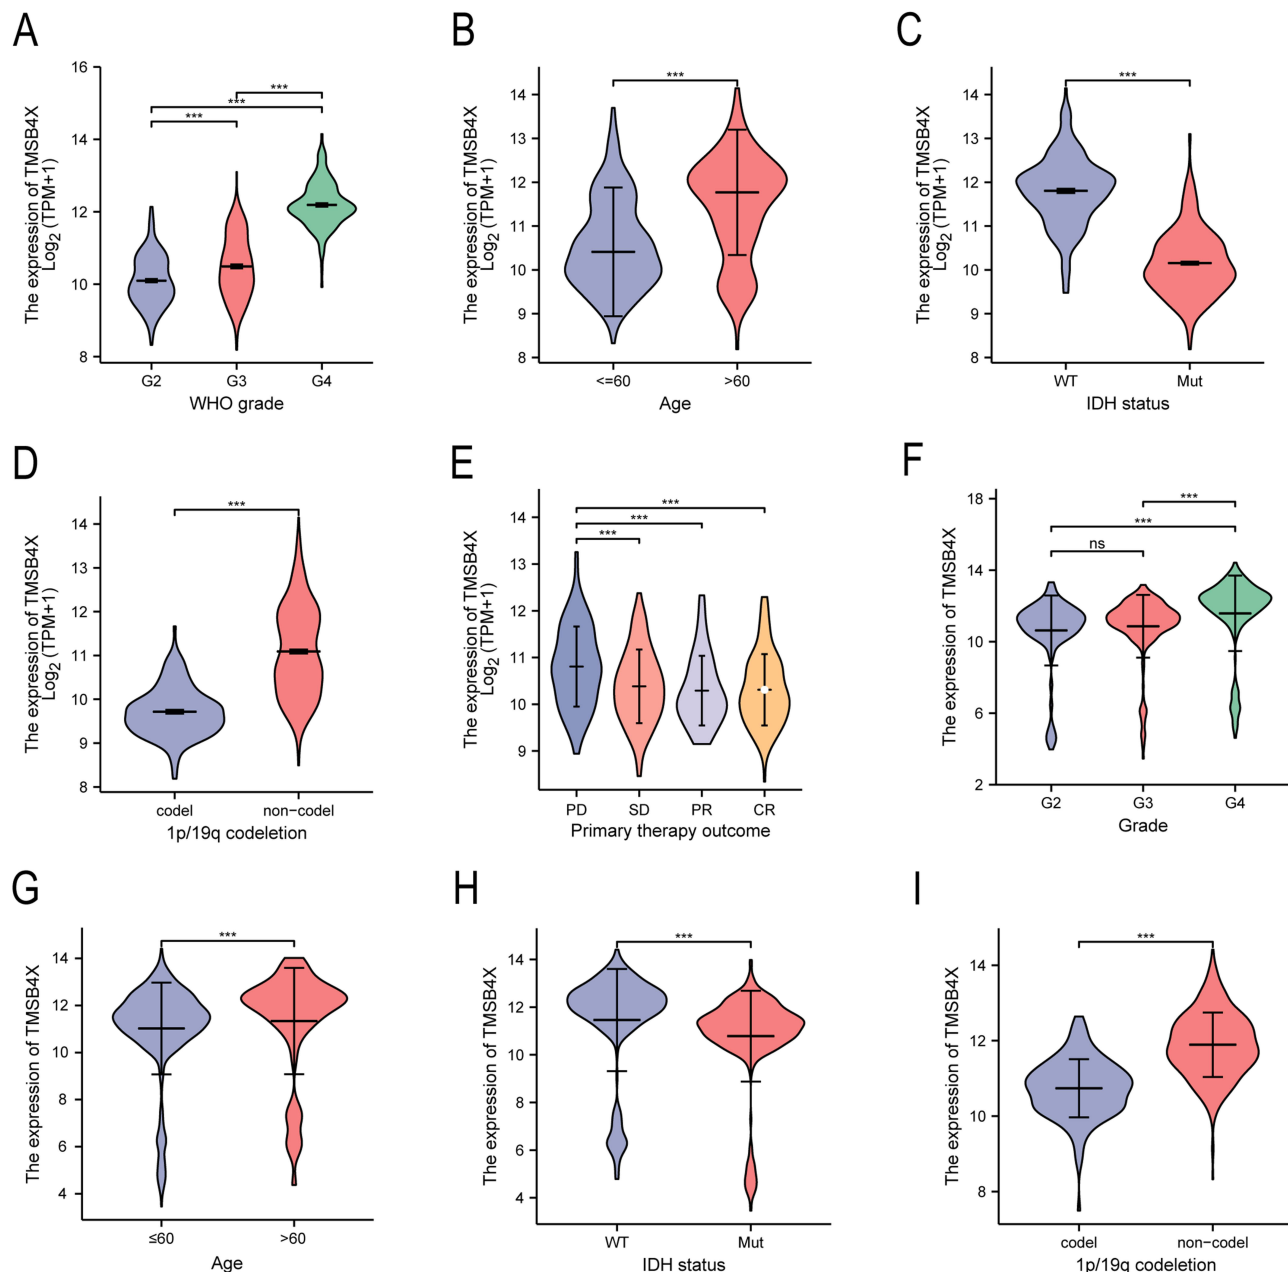 A
The expression of TMSB4X
Log2 (TPM+1)
16
14
12
10
8
***
***
***
G2
G3
G4
WHO grade
B
The expression of TMSB4X
Log2 (TPM+1)
14
13
12
11
10
9
8
***
<=60
>60
Age
C
The expression of TMSB4X
Log2 (TPM+1)
14
13
12
11
10
9
8
***
WT
Mut
IDH status
D
The expression of TMSB4X
Log2 (TPM+1)
14
13
12
11
10
9
8
***
codel
non−codel
1p/19q codeletion
E
The expression of TMSB4X
Log2 (TPM+1)
14
13
12
11
10
9
***
***
***
PD
SD
PR
CR
Primary therapy outcome
F
The expression of TMSB4X
18
14
10
6
2
***
***
ns
G2
G3
G4
Grade
G
The expression of TMSB4X
14
12
10
8
6
4
***
≤60
>60
Age
H
The expression of TMSB4X
14
12
10
8
6
4
***
WT
Mut
IDH status
I
The expression of TMSB4X
14
12
10
8
***
codel
non−codel
1p/19q codeletion